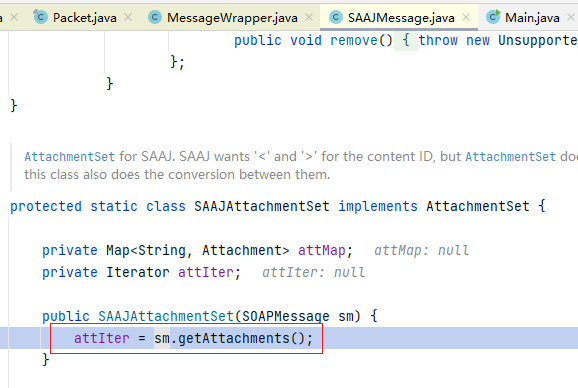 a Packet.java MessageWrapper.java SAAJMessage.java Main.java
public void remove() { throw new Unsupporte
};
}
}
AttachmentSet for SAAJ. SAAJ wants '<' and '>' for the content ID, but AttachmentSet doe
this class also does the conversion between them.
protected static class SAAJAttachmentSet implements AttachmentSet {
private Map<String, Attachment> attMap; attMap: null
private Iterator attIter; attIter: null
public SAAJAttachmentSet(SOAPMessage sm) {
attIter = sm.getAttachments();
}